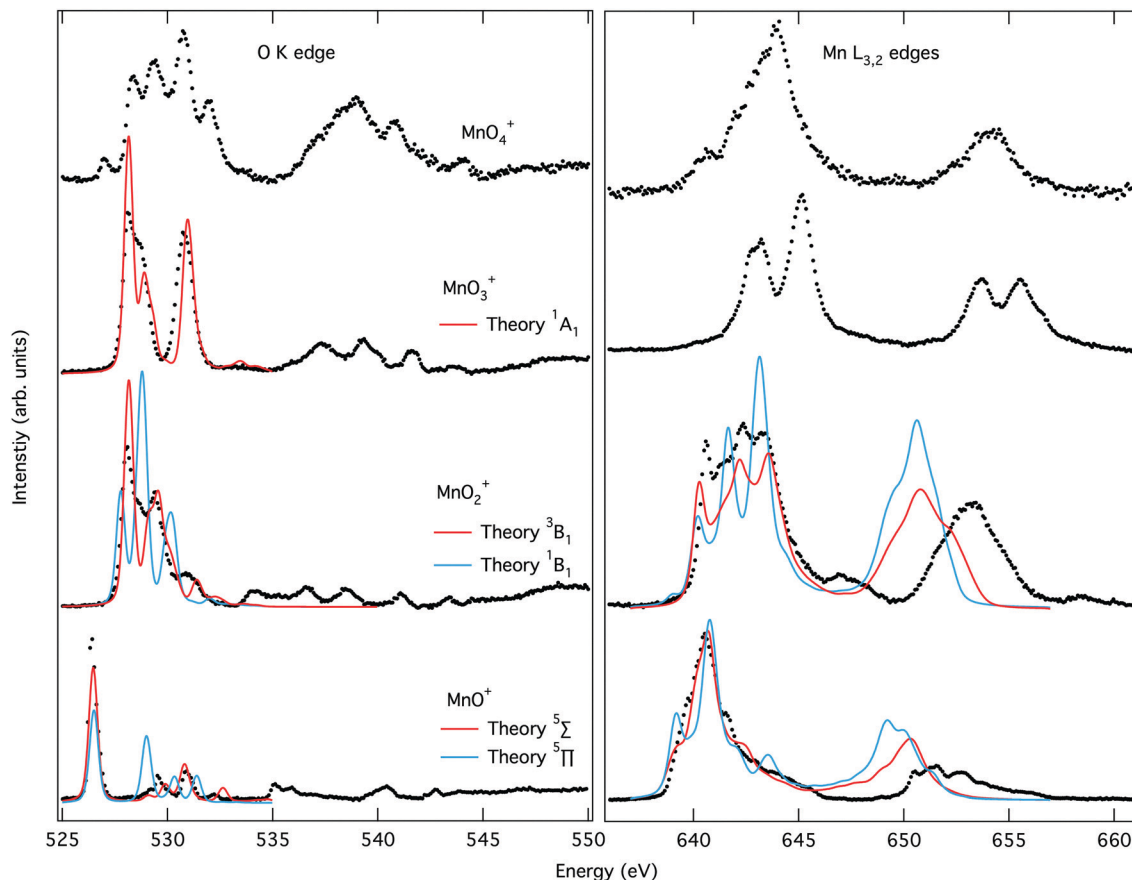 O K edge
MnO₄⁺
MnO₃⁺
Theory ¹A₁
MnO₂⁺
Theory ³B₁
Theory ¹B₁
MnO⁺
Theory ⁵Σ
Theory ⁵Π
Mn L₃,₂ edges
Intenstiy (arb. units)
525 530 535 540 545 550
640 645 650 655 660
Energy (eV)